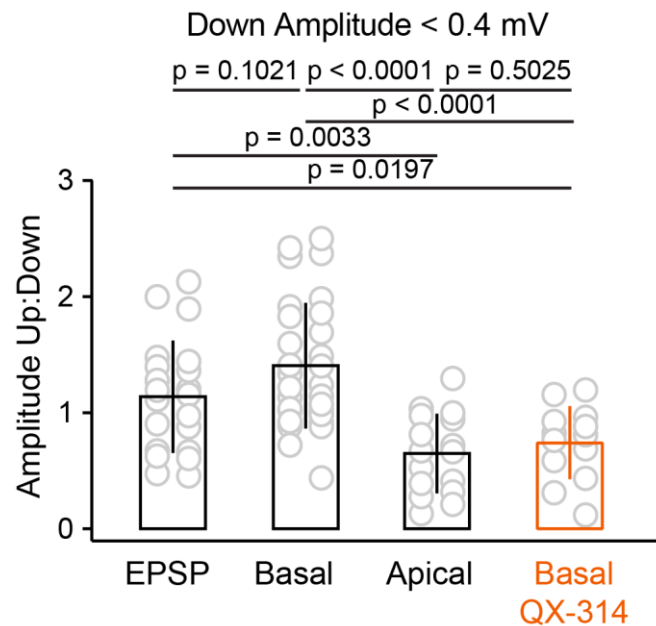 Down Amplitude < 0.4 mV
p = 0.1021 p < 0.0001 p = 0.5025
p < 0.0001
p = 0.0033
p = 0.0197
Amplitude Up:Down
3
2
1
0
EPSP Basal Apical Basal
QX-314